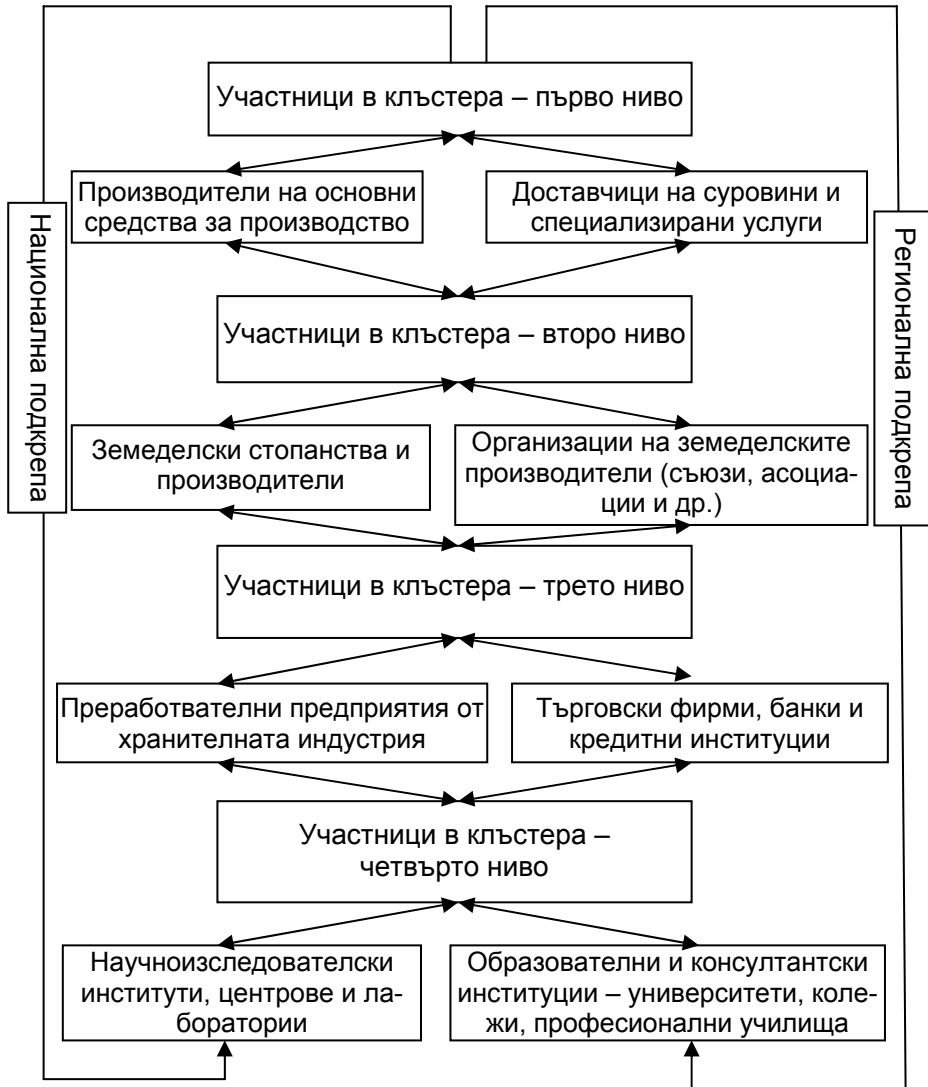 Участници в клъстера – първо ниво
Производители на основни
средства за производство
Доставчици на суровини и
специализирани услуги
Национална подкрепа
Регионална подкрепа
Участници в клъстера – второ ниво
Земеделски стопанства и
производители
Организации на земеделските
производители (съюзи, асоциа-
ции и др.)
Участници в клъстера – трето ниво
Преработвателни предприятия от
хранителната индустрия
Търговски фирми, банки и
кредитни институции
Участници в клъстера –
четвърто ниво
Научноизследователски
институти, центрове и ла-
боратории
Образователни и консултантски
институции – университети, коле-
жи, професионални училища